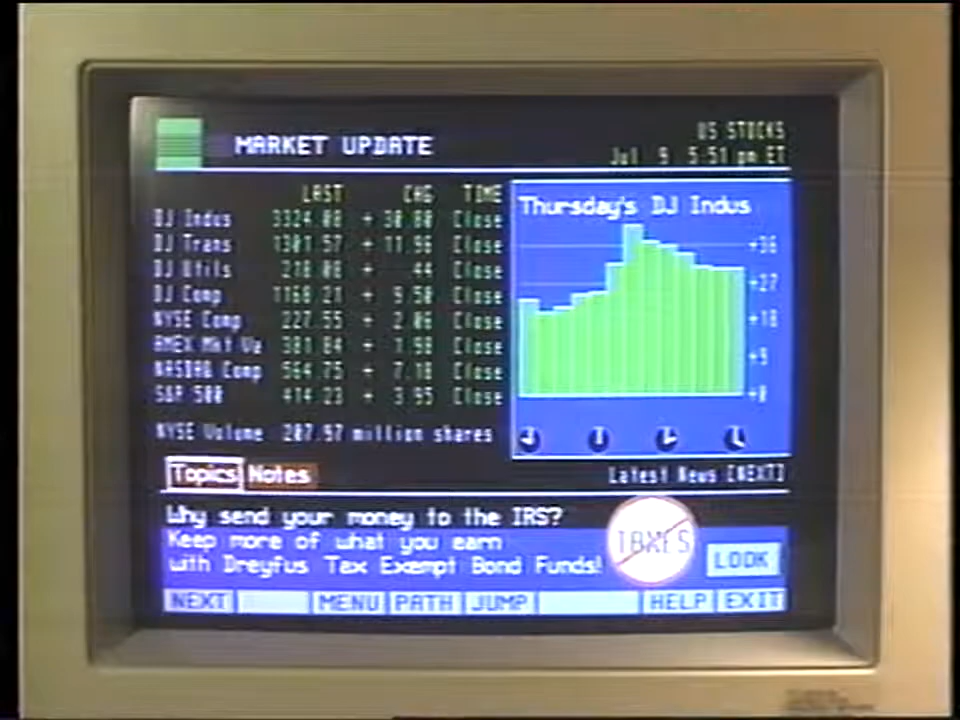 MARKET UPDATE
US STOCKS
Jul 9 5:51 pm ET
LAST CHG TIME
DJ Indus 3324.08 + 30.80 Close
DJ Trans 1301.57 + 11.96 Close
DJ Utils 218.08 + .44 Close
DJ Comp 1168.21 + 9.50 Close
NYSE Comp 227.55 + 2.06 Close
AMEX Mkt Va 381.84 + 1.98 Close
NASDAQ Comp 564.75 + 7.18 Close
S&P 500 414.23 + 3.95 Close
NYSE Volume 207.97 million shares
Thursday's DJ Indus
+36
+27
+18
+9
+0
Topics Notes
Latest News [NEXT]
Why send your money to the IRS?
Keep more of what you earn
with Dreyfus Tax Exempt Bond Funds!
TAXES
LOOK
NEXT MENU PATH JUMP HELP EXIT